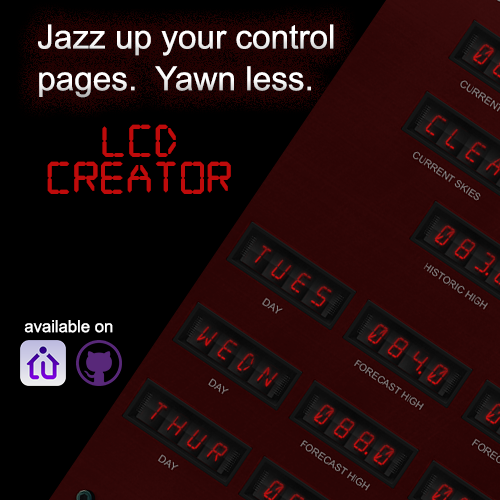 Jazz up your control
pages.  Yawn less.
LCD
CREATOR
CURRENT
CLEA
CURRENT SKIES
083.
HISTORIC HIGH
TUES
DAY
084.0
FORECAST HIGH
WEDN
DAY
088.0
FORECAST HIGH
THUR
DAY
available on